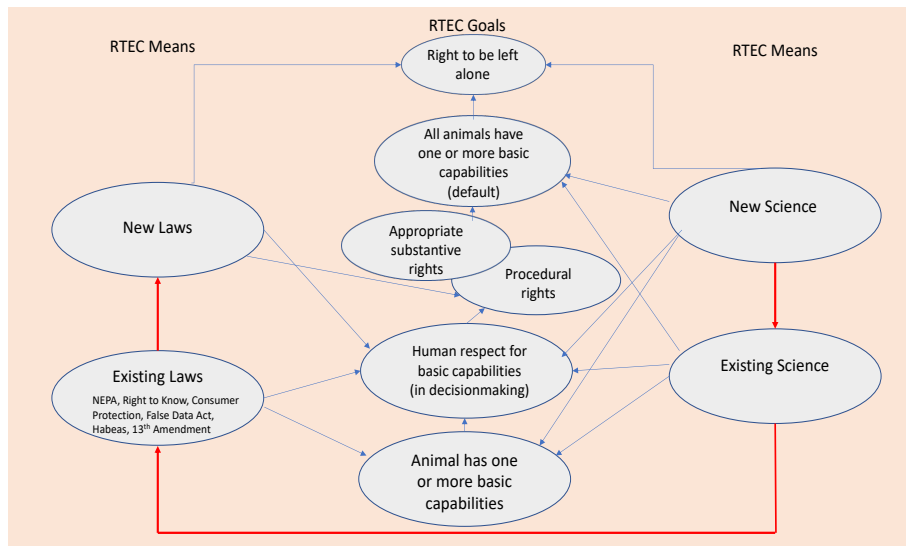 RTEC Goals
RTEC Means
RTEC Means
Right to be left
alone
All animals have
one or more basic
capabilities
(default)
New Laws
New Science
Appropriate
substantive
rights
Procedural
rights
Human respect for
basic capabilities
(in decisionmaking)
Existing Science
Existing Laws
NEPA, Right to Know, Consumer
Protection, False Data Act,
Habeas, 13th Amendment
Animal has one
or more basic
capabilities